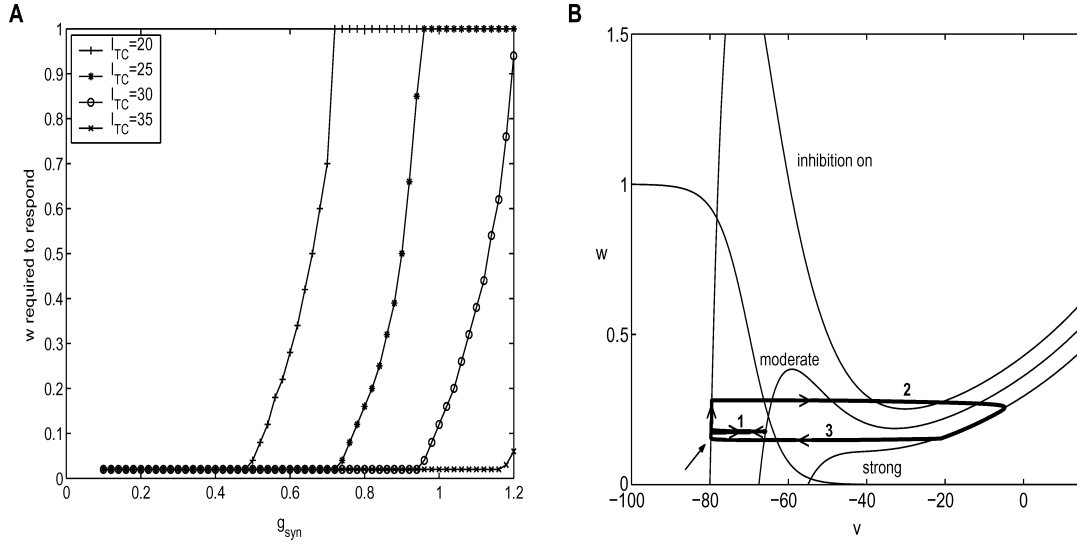 A
w required to respond
1
0.9
0.8
0.7
0.6
0.5
0.4
0.3
0.2
0.1
0
I_TC=20
I_TC=25
I_TC=30
I_TC=35
0 0.2 0.4 0.6 0.8 1 1.2
g_syn
B
1.5
1
w
0.5
0
inhibition on
moderate
2
1
3
strong
−100 −80 −60 −40 −20 0
v